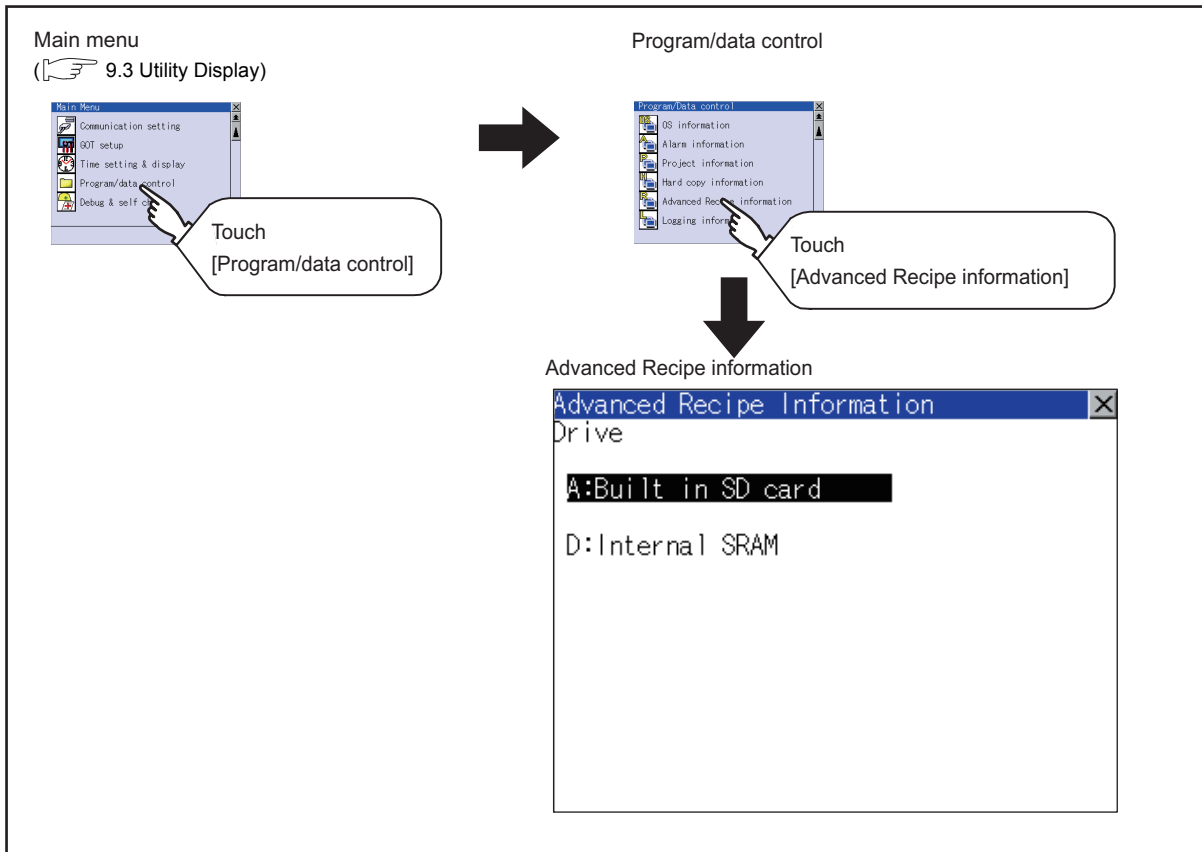 Main menu
( 9.3 Utility Display)
Main Menu
Communication setting
GOT setup
Time setting & display
Program/data control
Debug & self
Touch
[Program/data control]
Program/data control
Program/Data control
OS information
Alarm information
Project information
Hard copy information
Advanced Recipe information
Logging
Touch
[Advanced Recipe information]
Advanced Recipe information
Advanced Recipe Information
Drive
A:Built in SD card
D:Internal SRAM